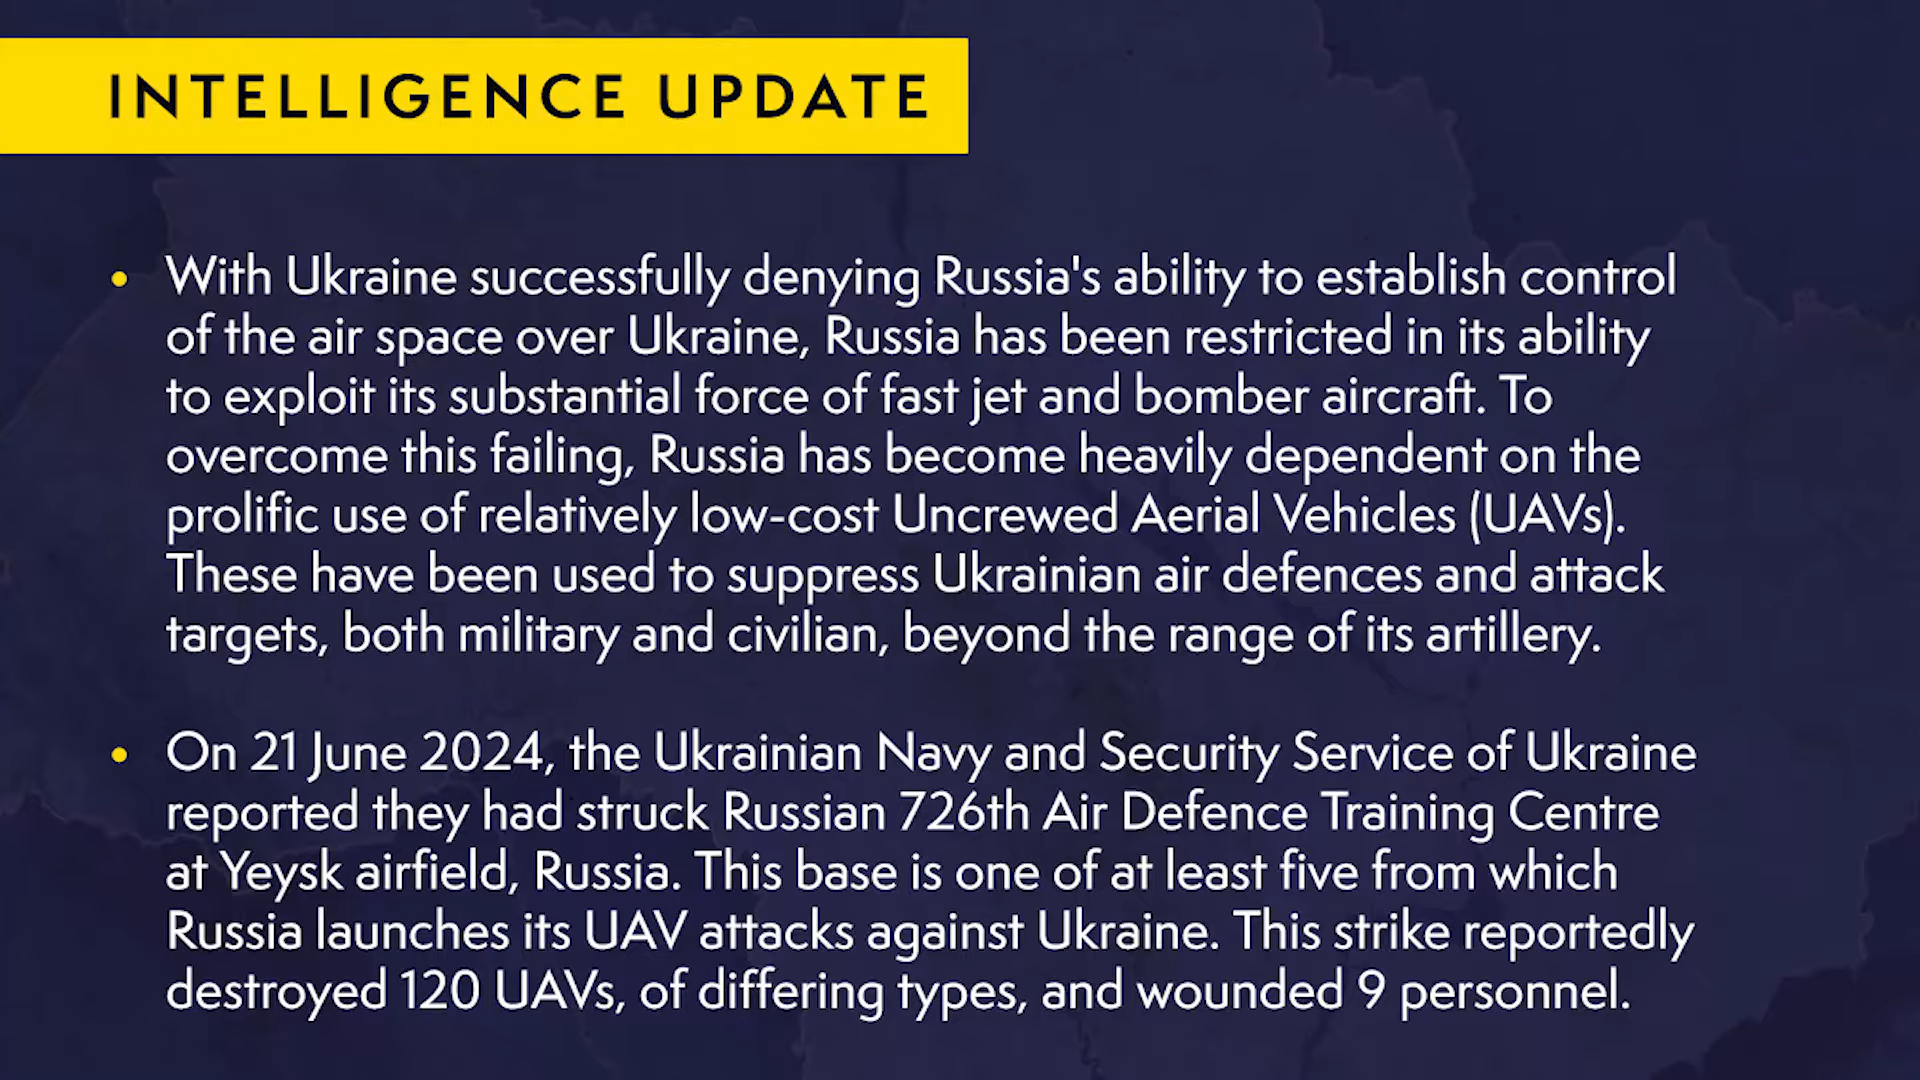 INTELLIGENCE UPDATE
• With Ukraine successfully denying Russia's ability to establish control
of the air space over Ukraine, Russia has been restricted in its ability
to exploit its substantial force of fast jet and bomber aircraft. To
overcome this failing, Russia has become heavily dependent on the
prolific use of relatively low-cost Uncrewed Aerial Vehicles (UAVs).
These have been used to suppress Ukrainian air defences and attack
targets, both military and civilian, beyond the range of its artillery.
• On 21 June 2024, the Ukrainian Navy and Security Service of Ukraine
reported they had struck Russian 726th Air Defence Training Centre
at Yeysk airfield, Russia. This base is one of at least five from which
Russia launches its UAV attacks against Ukraine. This strike reportedly
destroyed 120 UAVs, of differing types, and wounded 9 personnel.